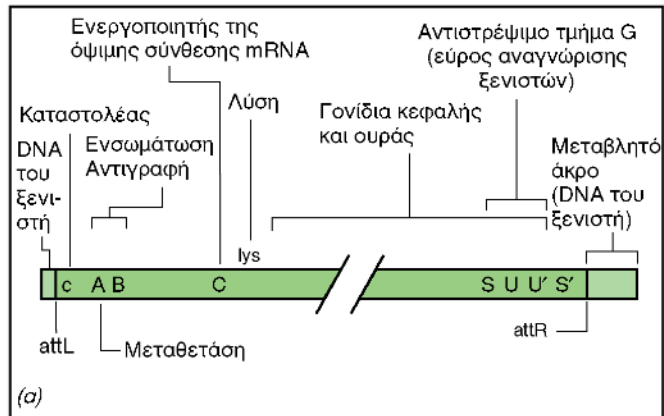 Ενεργοποιητής της
όψιμης σύνθεσης mRNA
Αντιστρέψιμο τμήμα G
(εύρος αναγνώρισης
ξενιστών)
Λύση
Καταστολέας
Γονίδια κεφαλής
και ουράς
DNA
του
ξενι-
στή
Ενσωμάτωση
Αντιγραφή
Μεταβλητό
άκρο
(DNA του
ξενιστή)
lys
c A B C S U U′ S′
attL
Μεταθετάση
attR
(α)